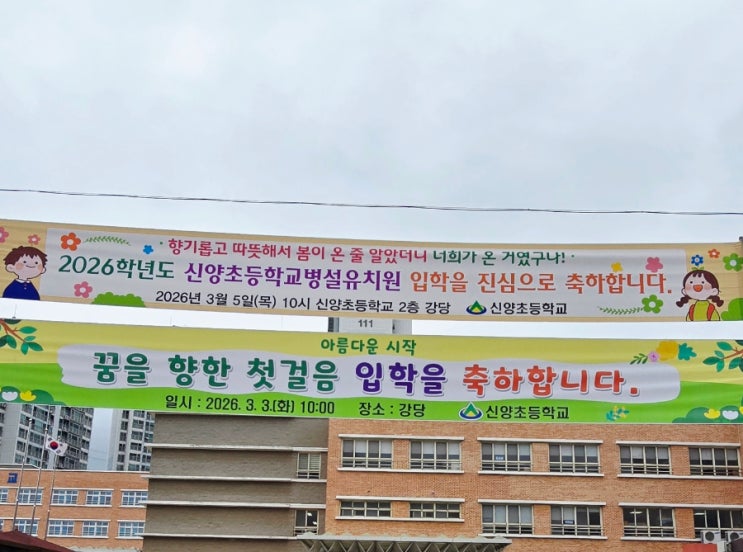 향기롭고 따뜻해서 봄이 온 줄 알았더니 너희가 온 거였구나!
2026학년도 신양초등학교병설유치원 입학을 진심으로 축하합니다.
2026년 3월 5일(목) 10시 신양초등학교 2층 강당 신양초등학교
111
아름다운 시작
꿈을 향한 첫걸음 입학을 축하합니다.
일시 : 2026. 3. 3.(화) 10:00 장소 : 강당 신양초등학교